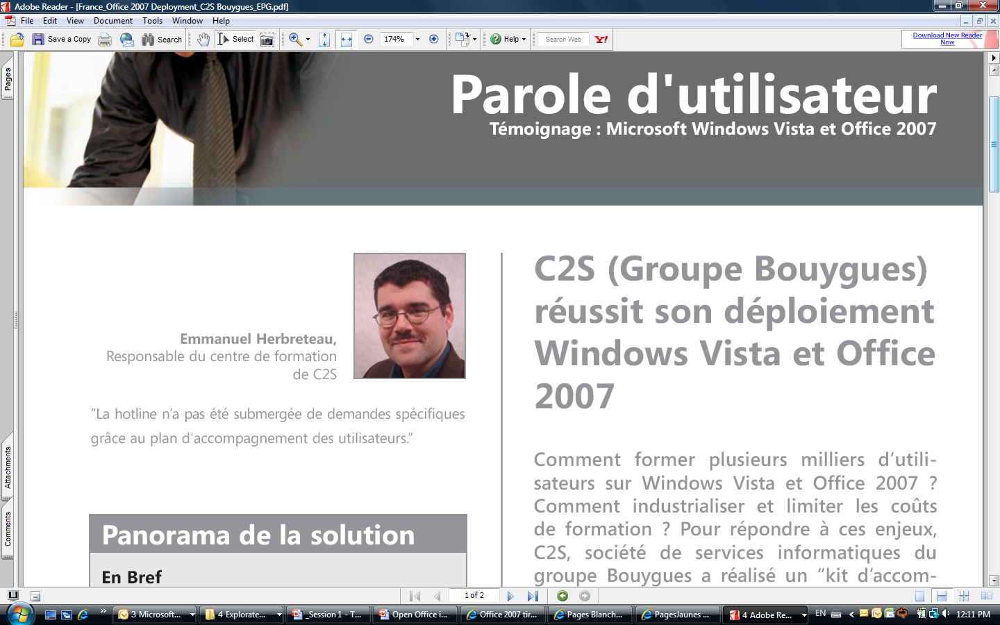 Adobe Reader - [France_Office 2007 Deployment_C2S Bouygues_EPG.pdf]
File Edit View Document Tools Window Help
Save a Copy Search Select 174% Help Search Web Y! Download New Reader
Now
Pages
Attachments
Comments
Parole d'utilisateur
Témoignage : Microsoft Windows Vista et Office 2007
Emmanuel Herbreteau,
Responsable du centre de formation
de C2S
“La hotline n’a pas été submergée de demandes spécifiques
grâce au plan d'accompagnement des utilisateurs.”
Panorama de la solution
En Bref
C2S (Groupe Bouygues)
réussit son déploiement
Windows Vista et Office
2007
Comment former plusieurs milliers d’utili-
sateurs sur Windows Vista et Office 2007 ?
Comment industrialiser et limiter les coûts
de formation ? Pour répondre à ces enjeux,
C2S, société de services informatiques du
groupe Bouygues a réalisé un “kit d’accom-
1 of 2
3 Microsoft... 4 Explorate... _Session 1 - T... Open Office i... Office 2007 tir... Pages Blanch... PagesJaunes ... 4 Adobe Re... EN 12:11 PM